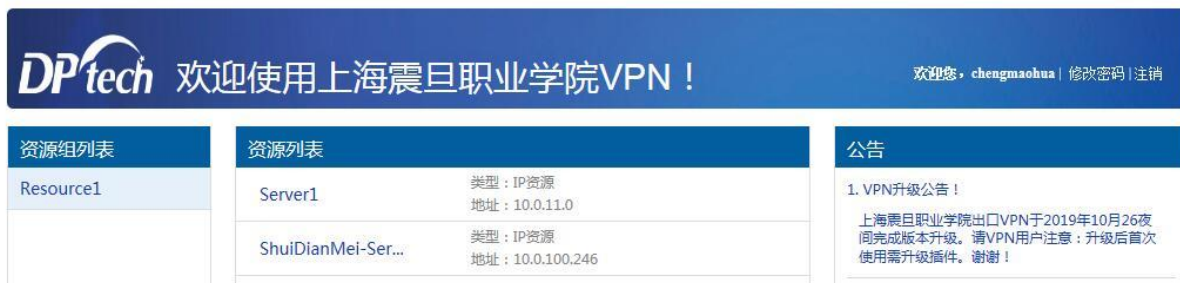 DPtech 欢迎使用上海震旦职业学院VPN！
欢迎您，chengmaohua | 修改密码 | 注销
资源组列表
Resource1
资源列表
Server1
类型：IP资源
地址：10.0.11.0
ShuiDianMei-Ser...
类型：IP资源
地址：10.0.100.246
公告
1. VPN升级公告！
上海震旦职业学院出口VPN于2019年10月26夜
间完成版本升级。请VPN用户注意：升级后首次
使用需升级插件。谢谢！